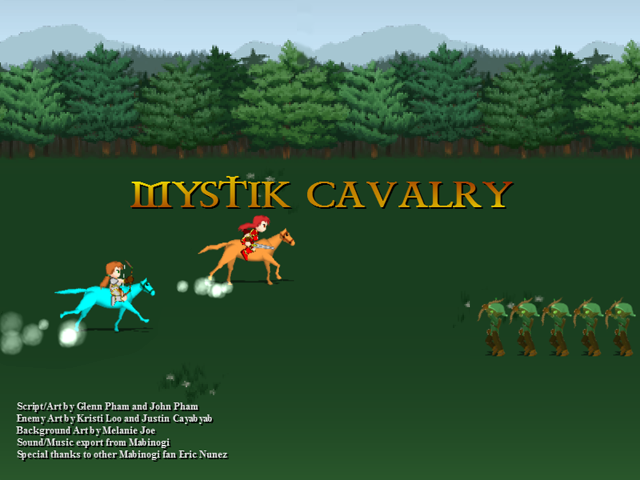 MYSTIK CAVALRY
Script/Art by Glenn Pham and John Pham
Enemy Art by Kristi Loo and Justin Cayabyab
Background Art by Melanie Joe
Sound/Music export from Mabinogi
Special thanks to other Mabinogi fan Eric Nunez